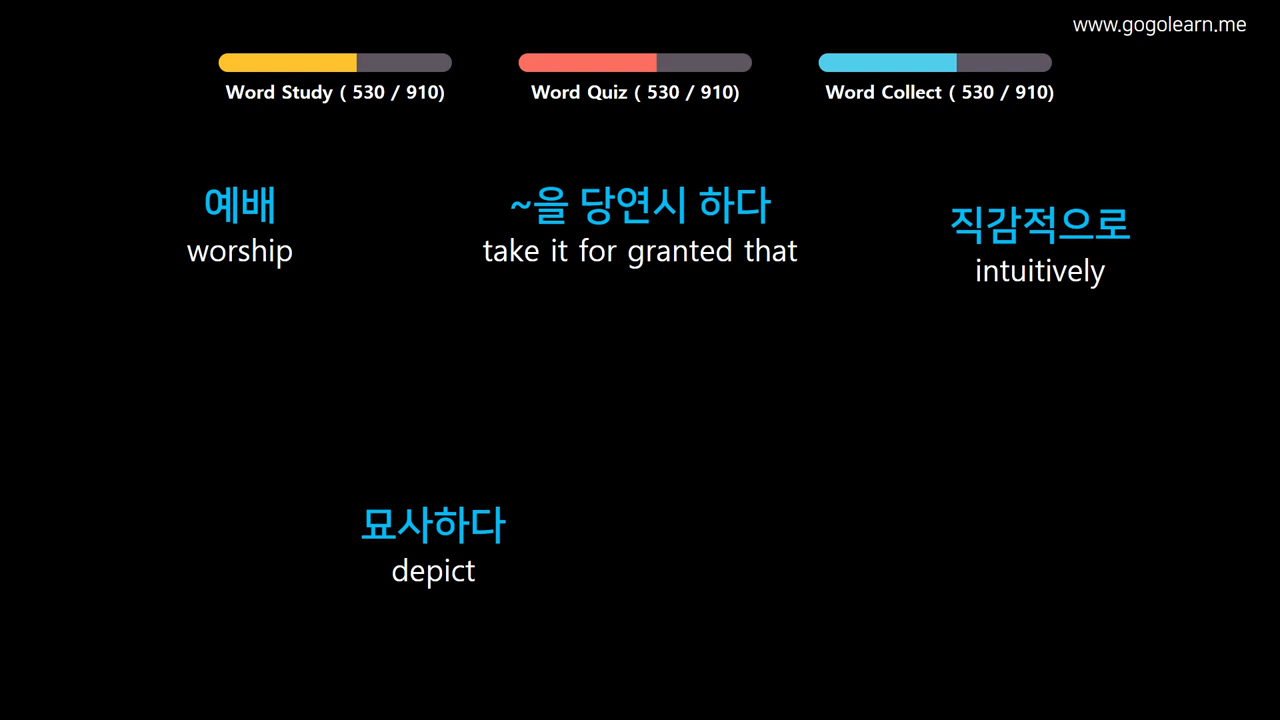 www.gogolearn.me
Word Study ( 530 / 910)
Word Quiz ( 530 / 910)
Word Collect ( 530 / 910)
예배
worship
~을 당연시 하다
take it for granted that
직감적으로
intuitively
묘사하다
depict